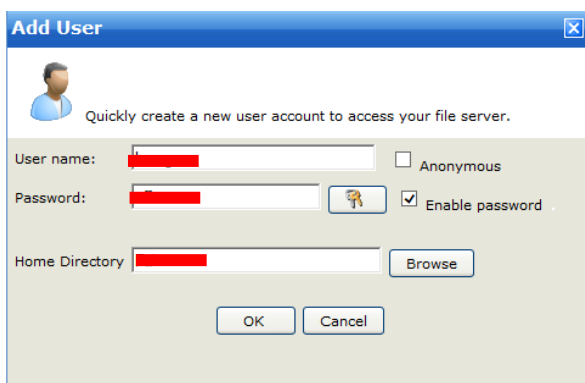 Add User
Quickly create a new user account to access your file server.
User name:
Anonymous
Password:
Enable password
Home Directory
Browse
OK
Cancel